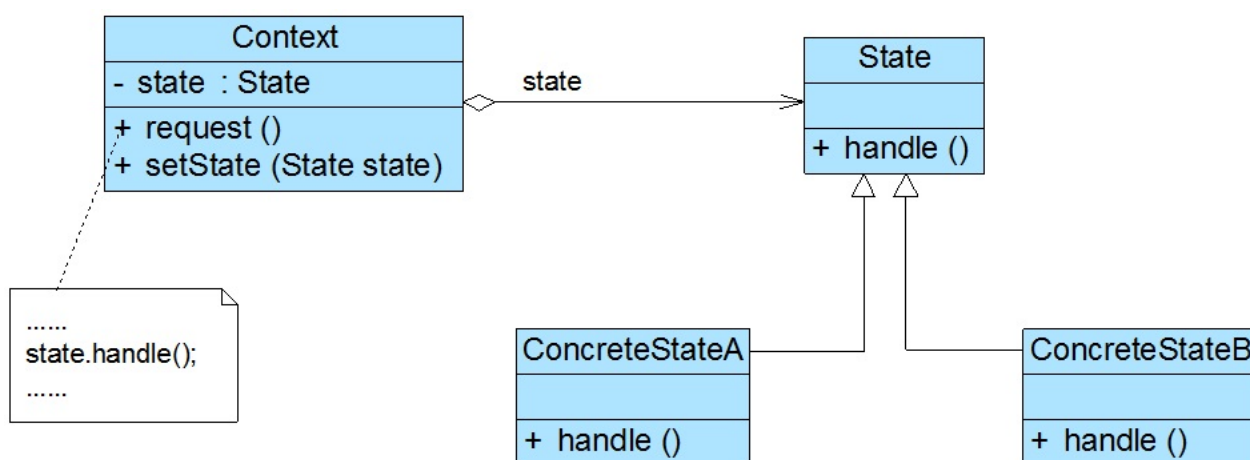 Context
- state : State
+ request ()
+ setState (State state)
state
State
+ handle ()
......
state.handle();
......
ConcreteStateA
+ handle ()
ConcreteStateB
+ handle ()